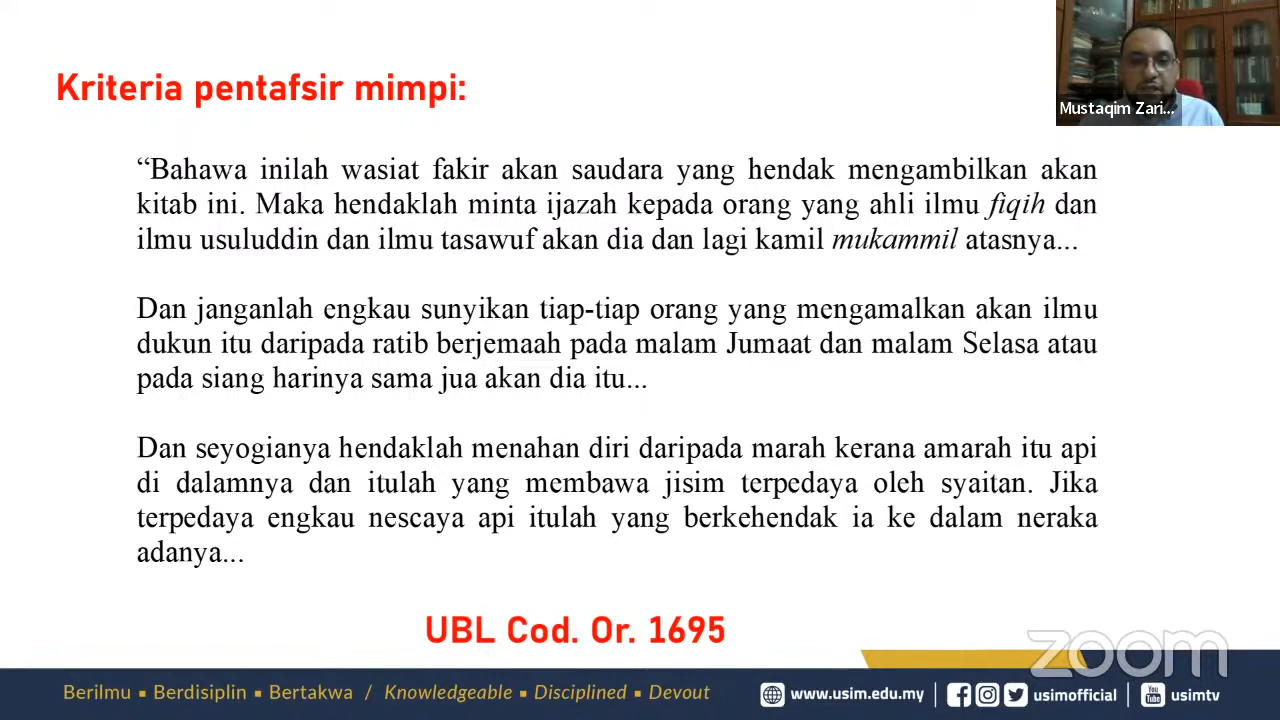 Kriteria pentafsir mimpi:
Mustaqim Zari...
“Bahawa inilah wasiat fakir akan saudara yang hendak mengambilkan akan
kitab ini. Maka hendaklah minta ijazah kepada orang yang ahli ilmu fiqih dan
ilmu usuluddin dan ilmu tasawuf akan dia dan lagi kamil mukammil atasnya...
Dan janganlah engkau sunyikan tiap-tiap orang yang mengamalkan akan ilmu
dukun itu daripada ratib berjemaah pada malam Jumaat dan malam Selasa atau
pada siang harinya sama jua akan dia itu...
Dan seyogianya hendaklah menahan diri daripada marah kerana amarah itu api
di dalamnya dan itulah yang membawa jisim terpedaya oleh syaitan. Jika
terpedaya engkau nescaya api itulah yang berkehendak ia ke dalam neraka
adanya...
UBL Cod. Or. 1695
zoom
Berilmu ▪ Berdisiplin ▪ Bertakwa / Knowledgeable ▪ Disciplined ▪ Devout
www.usim.edu.my | usimofficial | You Tube usimtv